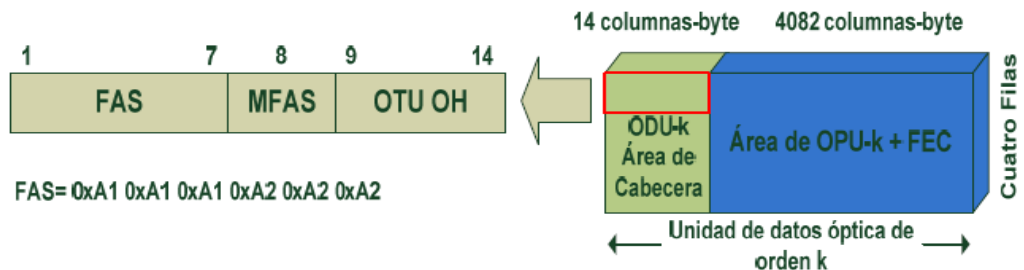 14 columnas-byte 4082 columnas-byte
1 7 8 9 14
FAS MFAS OTU OH
ODU-k
Área de
Cabecera
Área de OPU-k + FEC
Cuatro Filas
FAS= 0xA1 0xA1 0xA1 0xA2 0xA2 0xA2
Unidad de datos óptica de
orden k